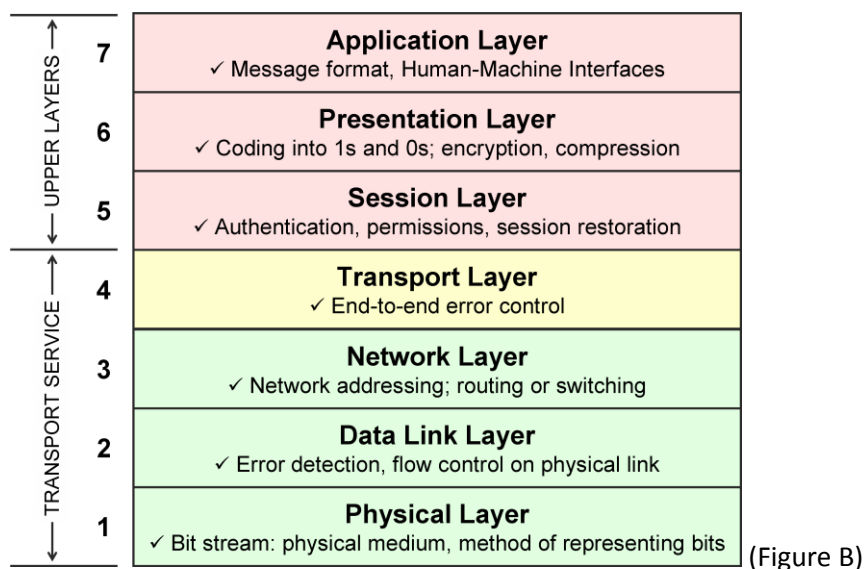 UPPER LAYERS
7
Application Layer
✓ Message format, Human-Machine Interfaces
6
Presentation Layer
✓ Coding into 1s and 0s; encryption, compression
5
Session Layer
✓ Authentication, permissions, session restoration
TRANSPORT SERVICE
4
Transport Layer
✓ End-to-end error control
3
Network Layer
✓ Network addressing; routing or switching
2
Data Link Layer
✓ Error detection, flow control on physical link
1
Physical Layer
✓ Bit stream: physical medium, method of representing bits
(Figure B)